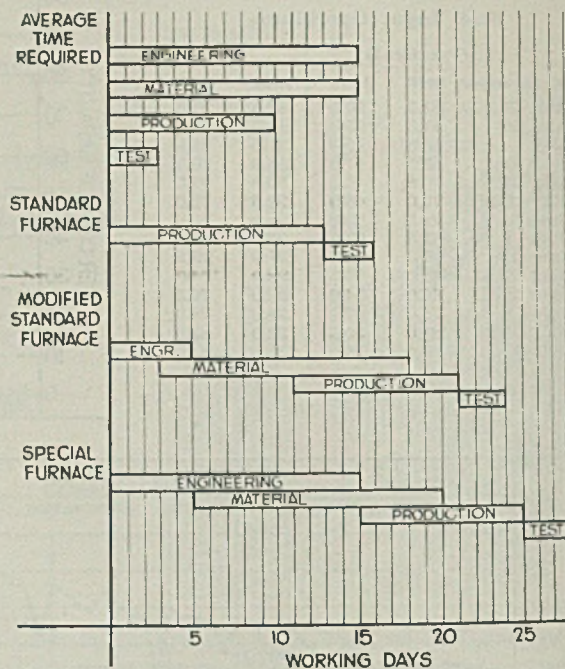 AVERAGE
TIME
REQUIRED
ENGINEERING
MATERIAL
PRODUCTION
TEST
STANDARD
FURNACE
PRODUCTION
TEST
MODIFIED
STANDARD
FURNACE
ENGR.
MATERIAL
PRODUCTION
TEST
SPECIAL
FURNACE
ENGINEERING
MATERIAL
PRODUCTION
TEST
5 10 15 20 25
WORKING DAYS